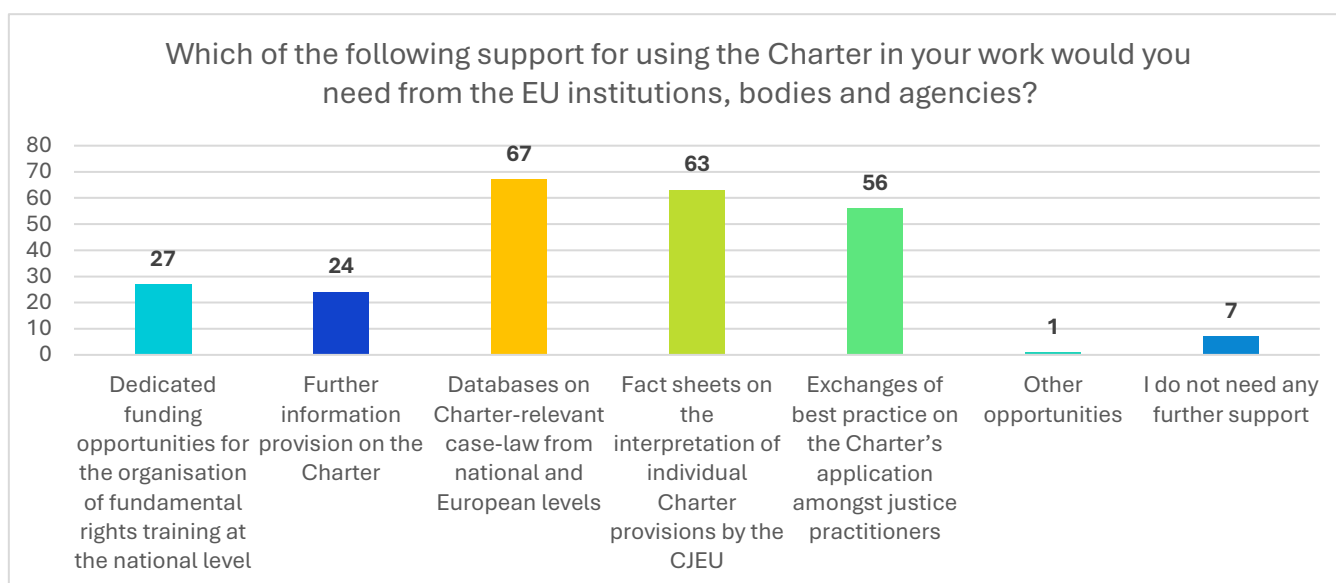 Which of the following support for using the Charter in your work would you
need from the EU institutions, bodies and agencies?
80
70
60
50
40
30
20
10
0
27
24
67
63
56
1
7
Dedicated
funding
opportunities for
the organisation
of fundamental
rights training at
the national level
Further
information
provision on the
Charter
Databases on
Charter-relevant
case-law from
national and
European levels
Fact sheets on
the
interpretation of
individual
Charter
provisions by the
CJEU
Exchanges of
best practice on
the Charter’s
application
amongst justice
practitioners
Other
opportunities
I do not need any
further support